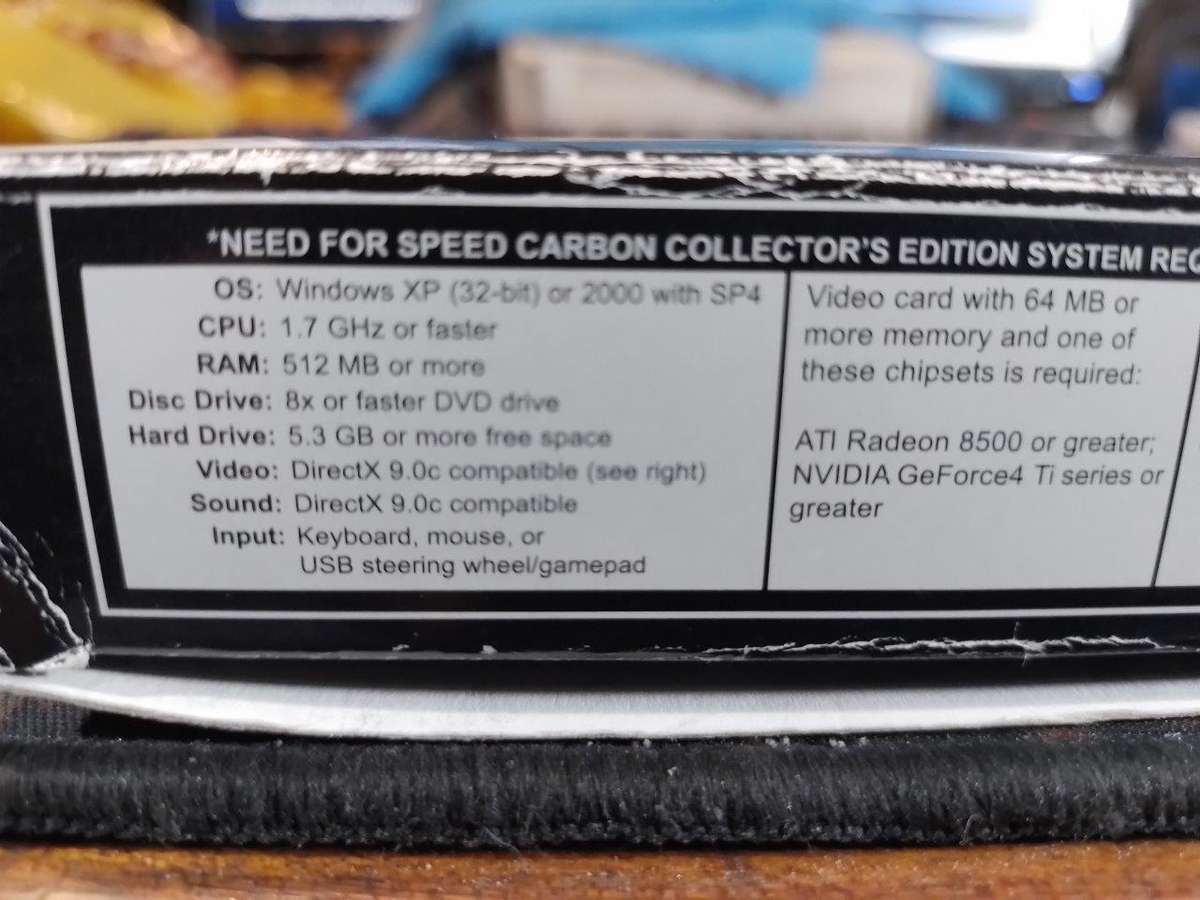 *NEED FOR SPEED CARBON COLLECTOR'S EDITION SYSTEM
OS: Windows XP (32-bit) or 2000 with SP4
CPU: 1.7 GHz or faster
RAM: 512 MB or more
Disc Drive: 8x or faster DVD drive
Hard Drive: 5.3 GB or more free space
Video: DirectX 9.0c compatible (see right)
Sound: DirectX 9.0c compatible
Input: Keyboard, mouse, or
USB steering wheel/gamepad
Video card with 64 MB or
more memory and one of
these chipsets is required:
ATI Radeon 8500 or greater;
NVIDIA GeForce4 Ti series or
greater